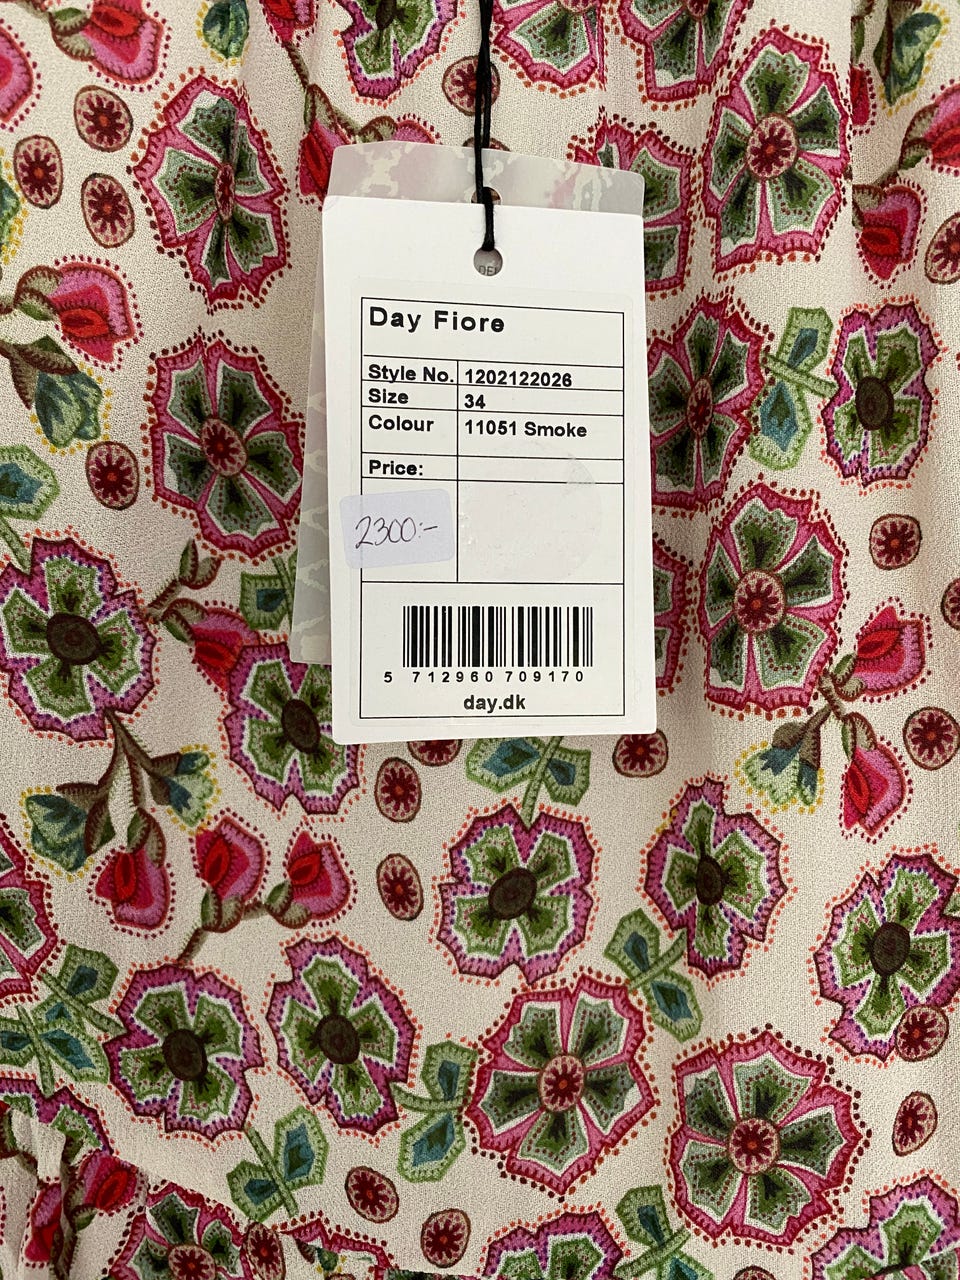 Day Fiore
Style No. 1202122026
Size 34
Colour 11051 Smoke
Price:
2300:-
5 712960 709170
day.dk